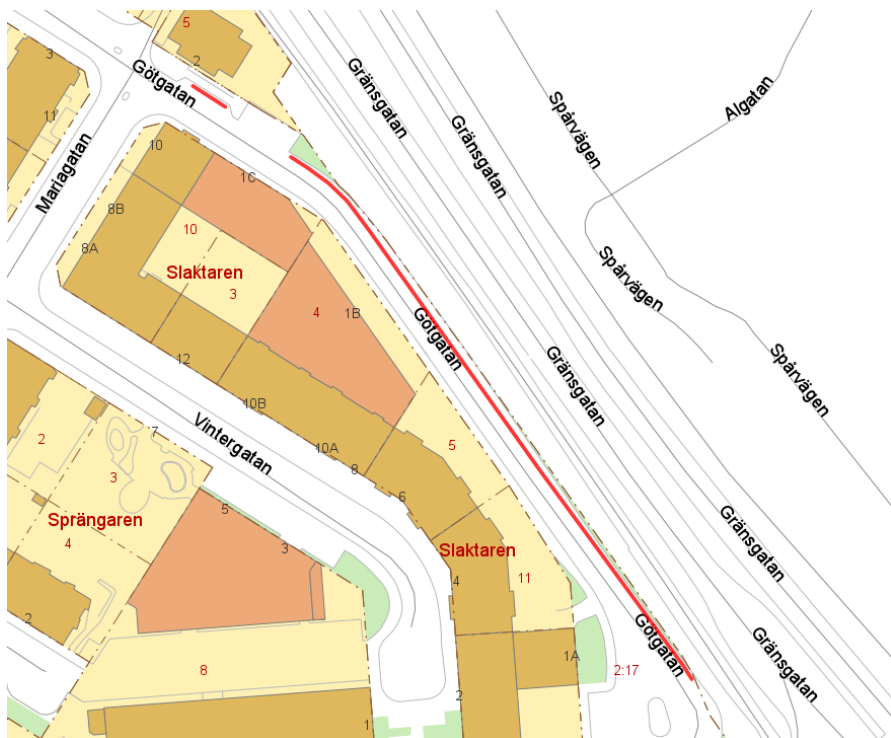 5
2
3
Götgatan
Gränsgatan
Spårvägen
Algatan
11
Gränsgatan
10
Mariagatan
1C
8B
10
8A
Slaktaren
3
4
1B
Spårvägen
Götgatan
12
Gränsgatan
Spårvägen
10B
Vintergatan
10A
8
5
7
2
3
6
Sprängaren
4
5
3
Slaktaren
11
4
Gränsgatan
2
Götgatan
Gränsgatan
1A
2:17
8
2
1